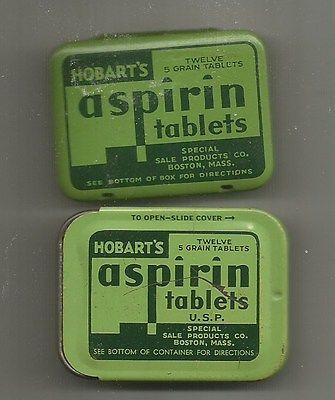 HOBART'S
TWELVE
5 GRAIN TABLETS
aspirin
tablets
SPECIAL
SALE PRODUCTS CO.
BOSTON, MASS.
SEE BOTTOM OF BOX FOR DIRECTIONS
TO OPEN-SLIDE COVER →
HOBART'S
TWELVE
5 GRAIN TABLETS
aspirin
tablets
U.S.P.
SPECIAL
SALE PRODUCTS CO.
BOSTON, MASS.
SEE BOTTOM OF CONTAINER FOR DIRECTIONS